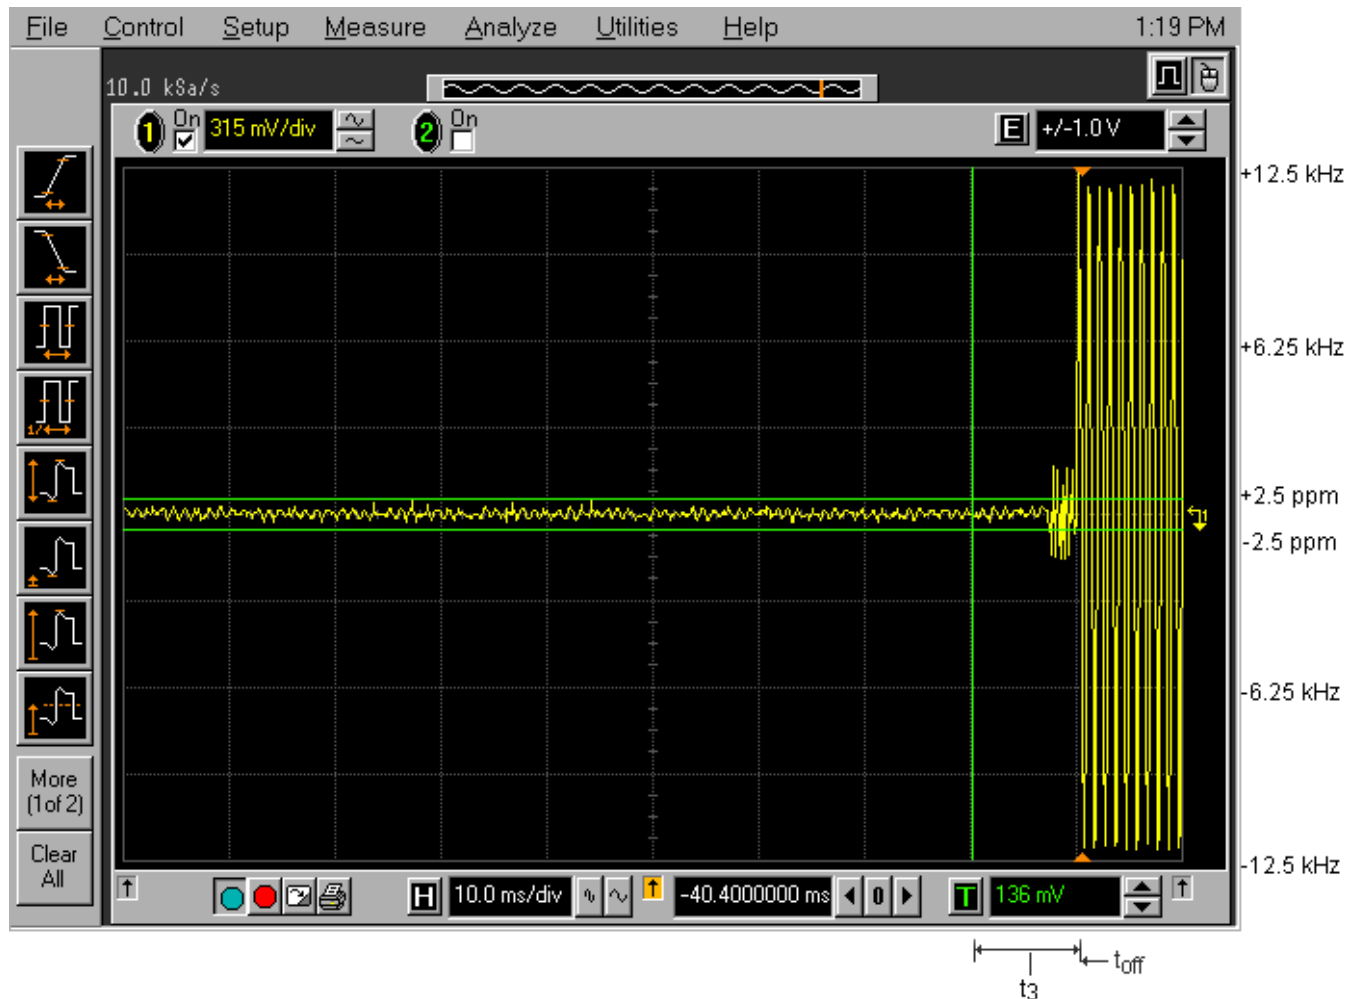 File Control Setup Measure Analyze Utilities Help 1:19 PM
10.0 kSa/s
1 On 315 mV/div 2 On E +/-1.0 V
+12.5 kHz
+6.25 kHz
+2.5 ppm
1
-2.5 ppm
-6.25 kHz
-12.5 kHz
1/
More
(1of 2)
Clear
All
H 10.0 ms/div -40.4000000 ms 0 T 136 mV
toff
t3